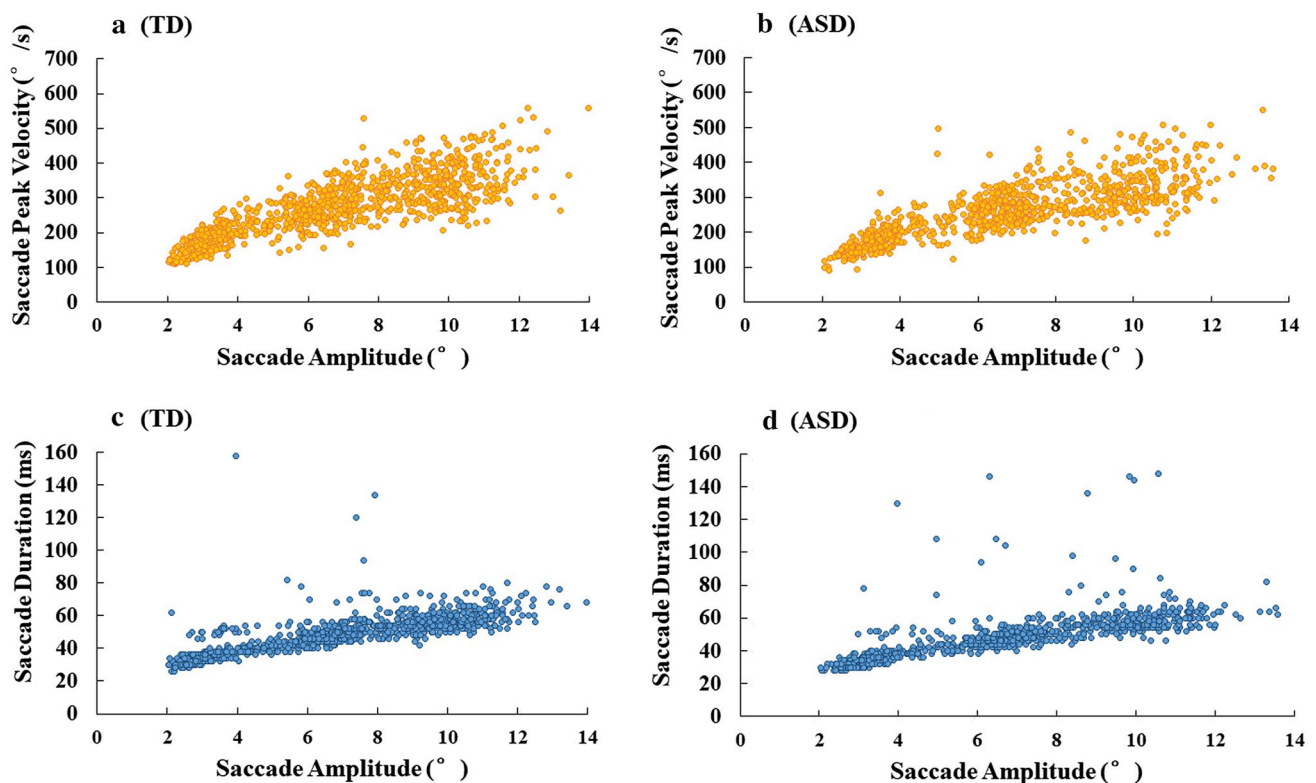 a (TD)
Saccade Peak Velocity (° /s)
700
600
500
400
300
200
100
0
0 2 4 6 8 10 12 14
Saccade Amplitude (° )
b (ASD)
Saccade Peak Velocity (° /s)
700
600
500
400
300
200
100
0
0 2 4 6 8 10 12 14
Saccade Amplitude (° )
c (TD)
Saccade Duration (ms)
160
140
120
100
80
60
40
20
0
0 2 4 6 8 10 12 14
Saccade Amplitude (° )
d (ASD)
Saccade Duration (ms)
160
140
120
100
80
60
40
20
0
0 2 4 6 8 10 12 14
Saccade Amplitude (° )